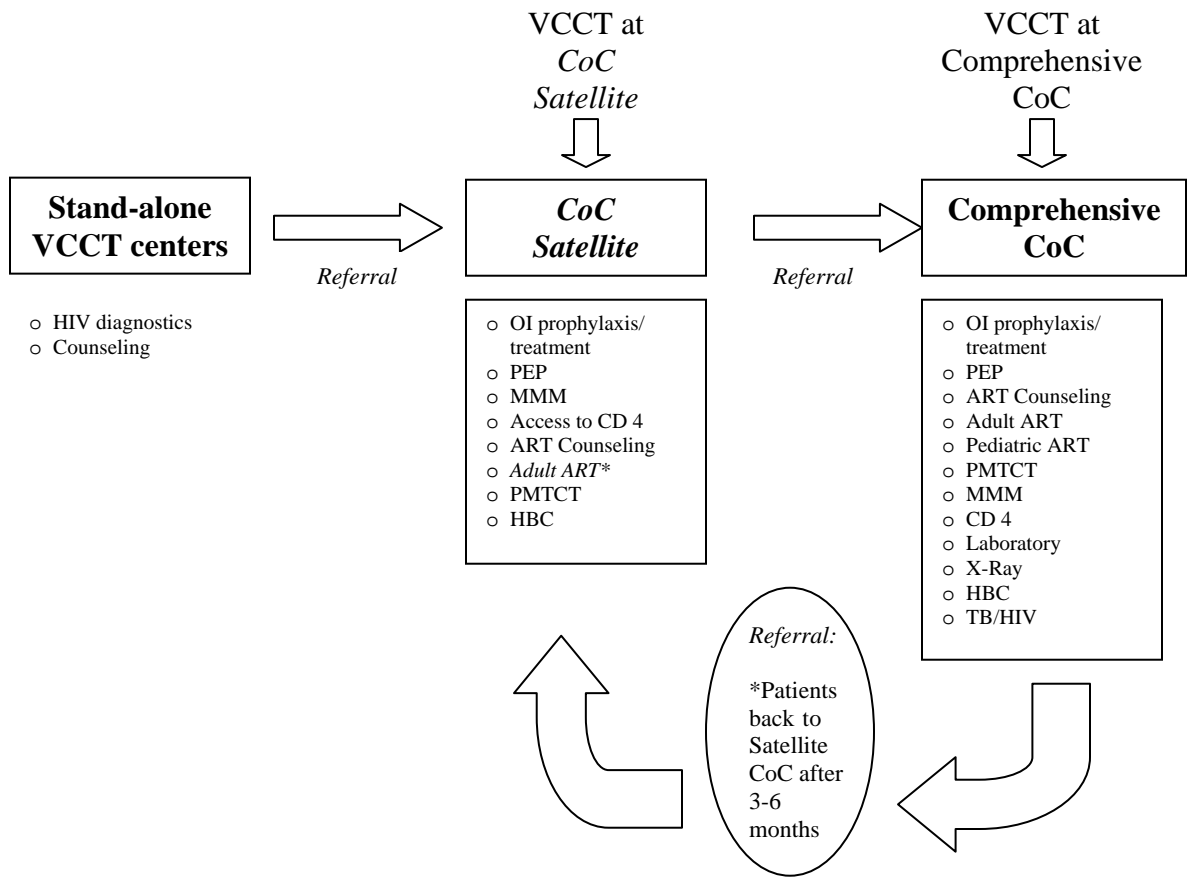 VCCT at
CoC
Satellite
VCCT at
Comprehensive
CoC
Stand-alone
VCCT centers
Referral
CoC
Satellite
Referral
Comprehensive
CoC
o HIV diagnostics
o Counseling
o OI prophylaxis/
treatment
o PEP
o MMM
o Access to CD 4
o ART Counseling
o Adult ART*
o PMTCT
o HBC
o OI prophylaxis/
treatment
o PEP
o ART Counseling
o Adult ART
o Pediatric ART
o PMTCT
o MMM
o CD 4
o Laboratory
o X-Ray
o HBC
o TB/HIV
Referral:
*Patients
back to
Satellite
CoC after
3-6
months